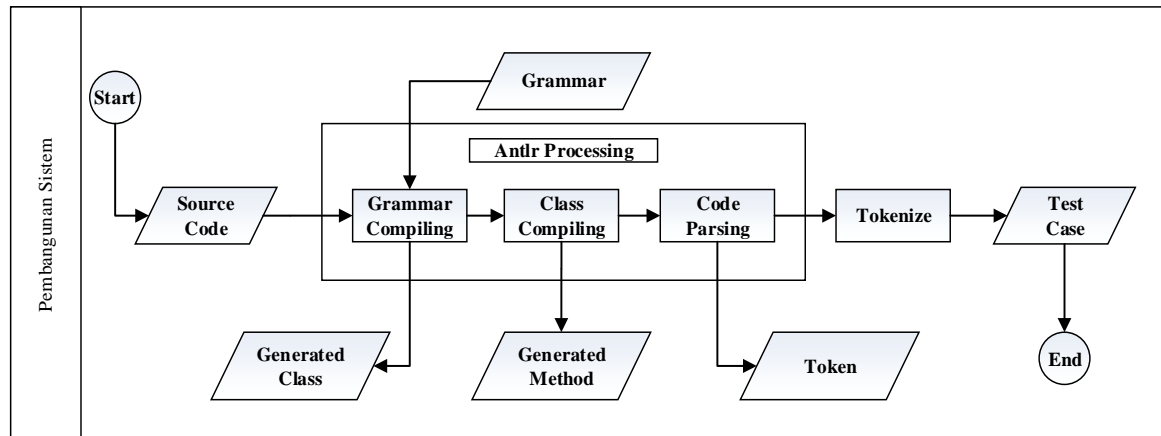 Pembangunan Sistem
Start
Grammar
Antlr Processing
Source
Code
Grammar
Compiling
Class
Compiling
Code
Parsing
Tokenize
Test
Case
Generated
Class
Generated
Method
Token
End